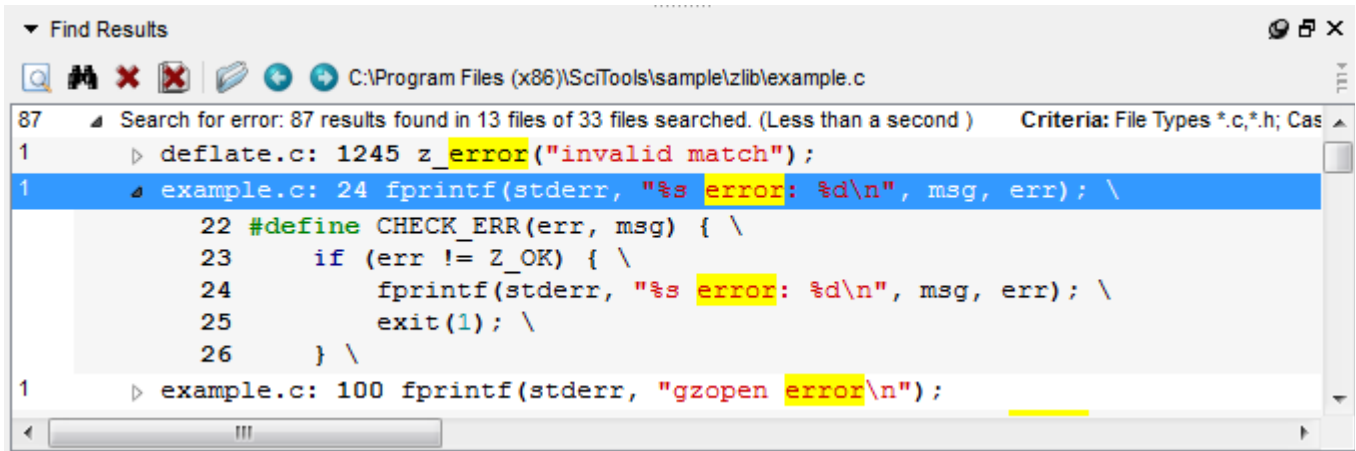 Find Results
C:\Program Files (x86)\SciTools\sample\zlib\example.c
87 Search for error: 87 results found in 13 files of 33 files searched. (Less than a second ) Criteria: File Types *.c,*.h; Cas
1 deflate.c: 1245 z_error("invalid match");
1 example.c: 24 fprintf(stderr, "%s error: %d\n", msg, err); \
22 #define CHECK_ERR(err, msg) { \
23 if (err != Z_OK) { \
24 fprintf(stderr, "%s error: %d\n", msg, err); \
25 exit(1); \
26 } \
1 example.c: 100 fprintf(stderr, "gzopen error\n");